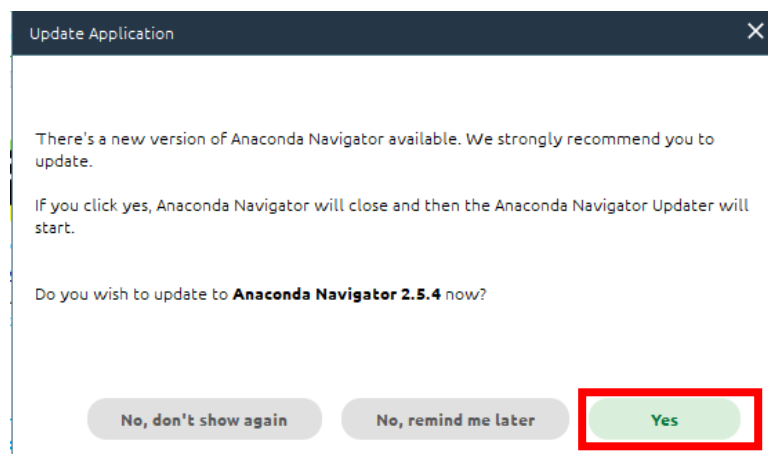 Update Application
There's a new version of Anaconda Navigator available. We strongly recommend you to
update.
If you click yes, Anaconda Navigator will close and then the Anaconda Navigator Updater will
start.
Do you wish to update to Anaconda Navigator 2.5.4 now?
No, don't show again
No, remind me later
Yes